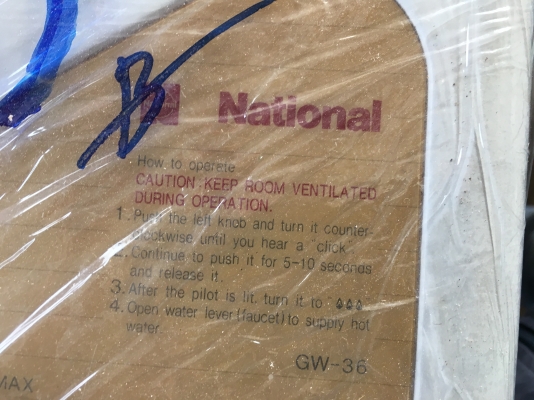 B
N National
How to operate
CAUTION: KEEP ROOM VENTILATED
DURING OPERATION.
1. Push the left knob and turn it counter-
clockwise until you hear a "click"
2. Continue to push it for 5-10 seconds
and release it.
3. After the pilot is lit, turn it to
4. Open water lever (faucet) to supply hot
water
GW-36
MAX